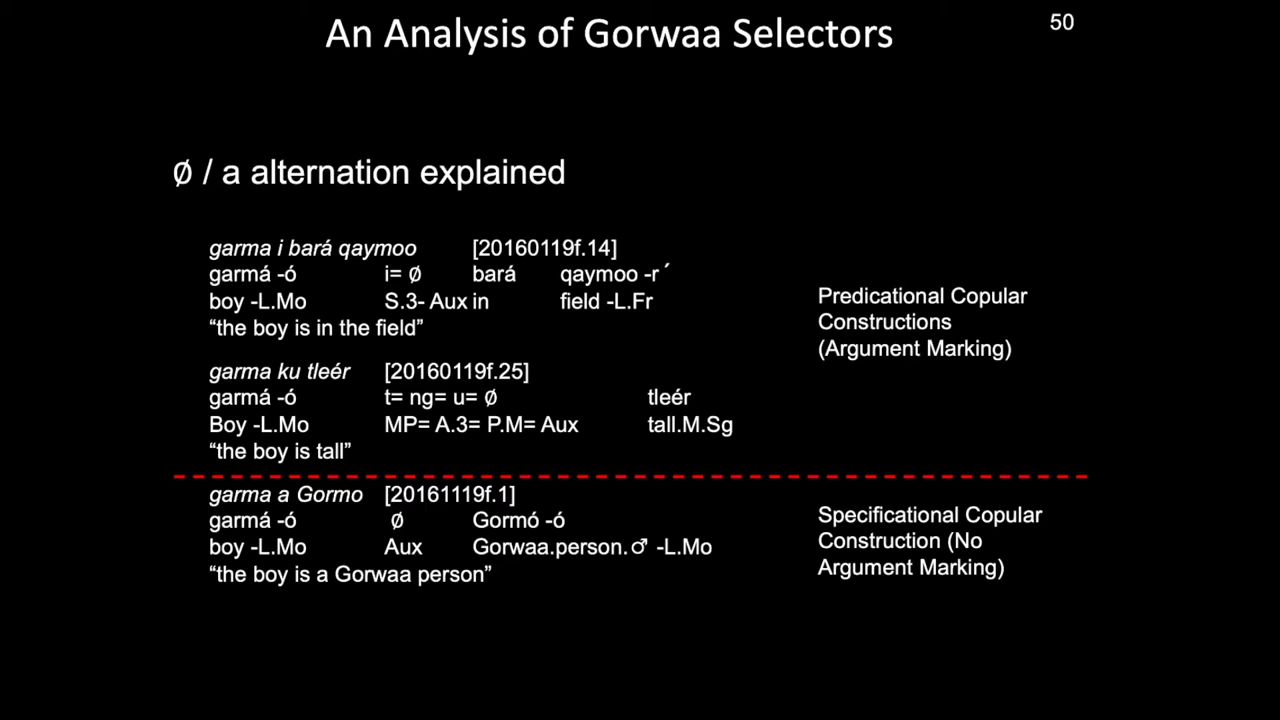 An Analysis of Gorwaa Selectors
50
∅ / a alternation explained
garma i bará qaymoo [20160119f.14]
garmá -ó i= ∅ bará qaymoo -r ´
boy -L.Mo S.3- Aux in field -L.Fr
“the boy is in the field”
Predicational Copular
Constructions
(Argument Marking)
garma ku tleér [20160119f.25]
garmá -ó t= ng= u= ∅ tleér
Boy -L.Mo MP= A.3= P.M= Aux tall.M.Sg
“the boy is tall”
garma a Gormo [20161119f.1]
garmá -ó ∅ Gormó -ó
boy -L.Mo Aux Gorwaa.person.♂ -L.Mo
“the boy is a Gorwaa person”
Specificational Copular
Construction (No
Argument Marking)